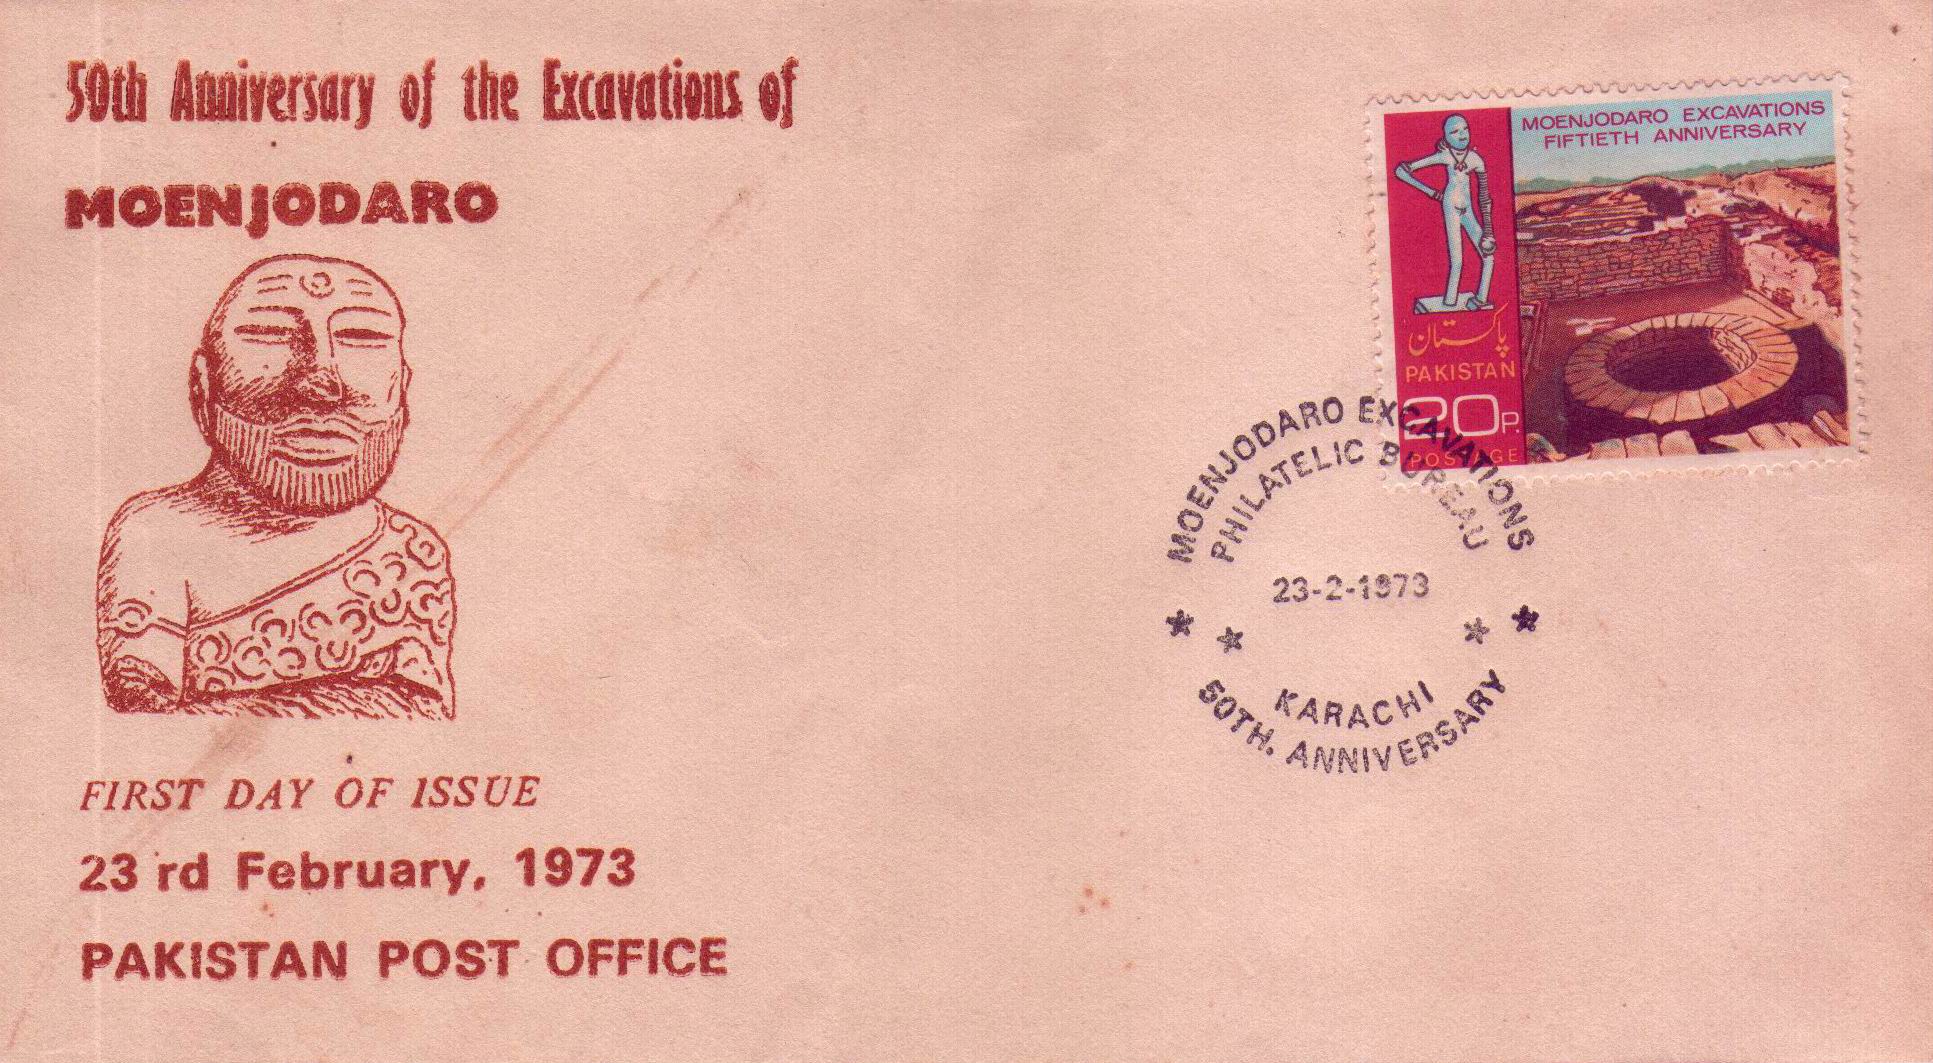 50th Anniversary of the Excavations of
MOENJODARO
FIRST DAY OF ISSUE
23 rd February, 1973
PAKISTAN POST OFFICE
MOENJODARO EXCAVATIONS
FIFTIETH ANNIVERSARY
پاکستان
PAKISTAN
20P.
POSTAGE
MOENJODARO EXCAVATIONS
PHILATELIC BUREAU
23-2-1973
KARACHI
50TH. ANNIVERSARY